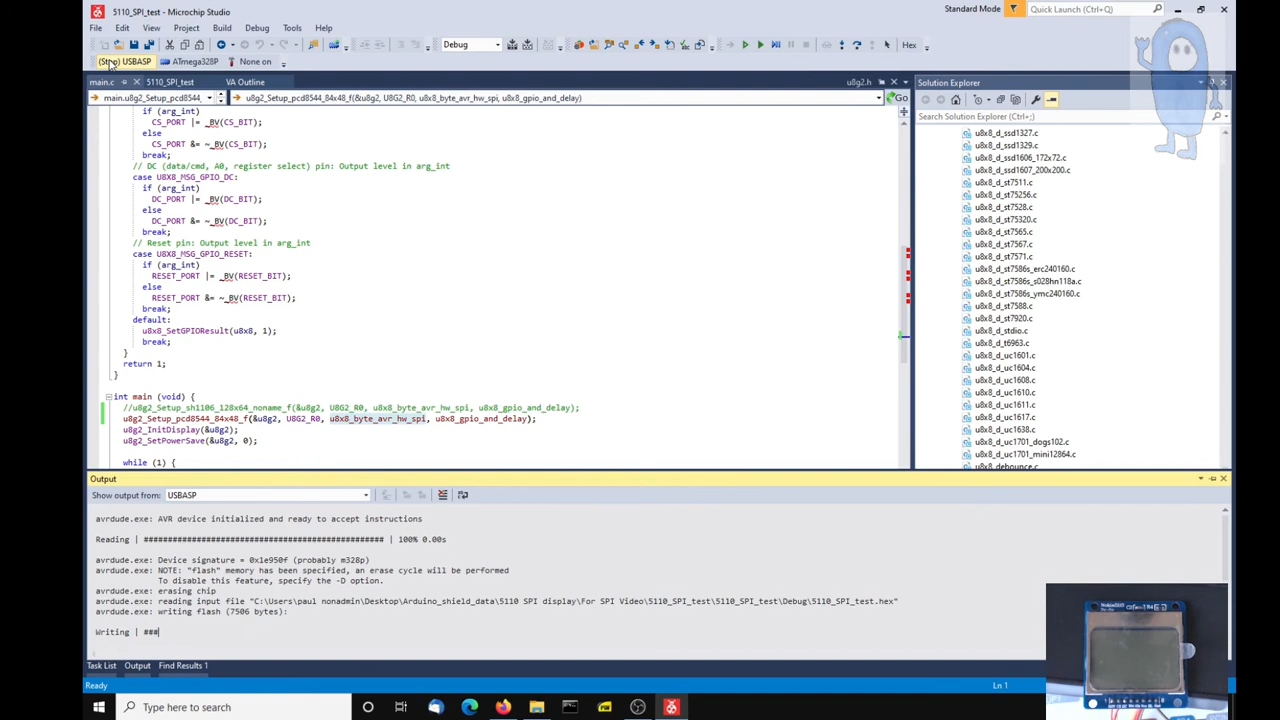 5110_SPI_test - Microchip Studio
Standard Mode
Quick Launch (Ctrl+;)
File Edit View Project Build Debug Tools Help
Debug
Hex
(Stop) USBASP ATmega328P None on
main.c 5110_SPI_test VA Outline u8g2.h
main.u8g2_Setup_pcd8544_ u8g2_Setup_pcd8544_84x48_f(&u8g2, U8G2_R0, u8x8_byte_avr_hw_spi, u8x8_gpio_and_delay) Go
if (arg_int)
CS_PORT |= _BV(CS_BIT);
else
CS_PORT &= ~_BV(CS_BIT);
break;
// DC (data/cmd, A0, register select) pin: Output level in arg_int
case U8X8_MSG_GPIO_DC:
if (arg_int)
DC_PORT |= _BV(DC_BIT);
else
DC_PORT &= ~_BV(DC_BIT);
break;
// Reset pin: Output level in arg_int
case U8X8_MSG_GPIO_RESET:
if (arg_int)
RESET_PORT |= _BV(RESET_BIT);
else
RESET_PORT &= ~_BV(RESET_BIT);
break;
default:
u8x8_SetGPIOResult(u8x8, 1);
break;
}
return 1;
}
int main (void) {
//u8g2_Setup_sh1106_128x64_noname_f(&u8g2, U8G2_R0, u8x8_byte_avr_hw_spi, u8x8_gpio_and_delay);
u8g2_Setup_pcd8544_84x48_f(&u8g2, U8G2_R0, u8x8_byte_avr_hw_spi, u8x8_gpio_and_delay);
u8g2_InitDisplay(&u8g2);
u8g2_SetPowerSave(&u8g2, 0);
while (1) {
Solution Explorer
Search Solution Explorer (Ctrl+;)
u8x8_d_ssd1327.c
u8x8_d_ssd1329.c
u8x8_d_ssd1606_172x72.c
u8x8_d_ssd1607_200x200.c
u8x8_d_st7511.c
u8x8_d_st75256.c
u8x8_d_st7528.c
u8x8_d_st75320.c
u8x8_d_st7565.c
u8x8_d_st7567.c
u8x8_d_st7571.c
u8x8_d_st7586s_erc240160.c
u8x8_d_st7586s_s028hn118a.c
u8x8_d_st7586s_ymc240160.c
u8x8_d_st7588.c
u8x8_d_st7920.c
u8x8_d_stdio.c
u8x8_d_t6963.c
u8x8_d_uc1601.c
u8x8_d_uc1604.c
u8x8_d_uc1608.c
u8x8_d_uc1610.c
u8x8_d_uc1611.c
u8x8_d_uc1617.c
u8x8_d_uc1638.c
u8x8_d_uc1701_dogs102.c
u8x8_d_uc1701_mini12864.c
u8x8_debounce.c
Output
Show output from: USBASP
avrdude.exe: AVR device initialized and ready to accept instructions
Reading | ################################################## | 100% 0.00s
avrdude.exe: Device signature = 0x1e950f (probably m328p)
avrdude.exe: NOTE: "flash" memory has been specified, an erase cycle will be performed
To disable this feature, specify the -D option.
avrdude.exe: erasing chip
avrdude.exe: reading input file "C:\Users\paul nonadmin\Desktop\Arduino_shield_data\5110 SPI display\For SPI Video\5110_SPI_test\5110_SPI_test\Debug\5110_SPI_test.hex"
avrdude.exe: writing flash (7506 bytes):
Writing | ###
Task List Output Find Results 1
Ready Ln 1
Type here to search